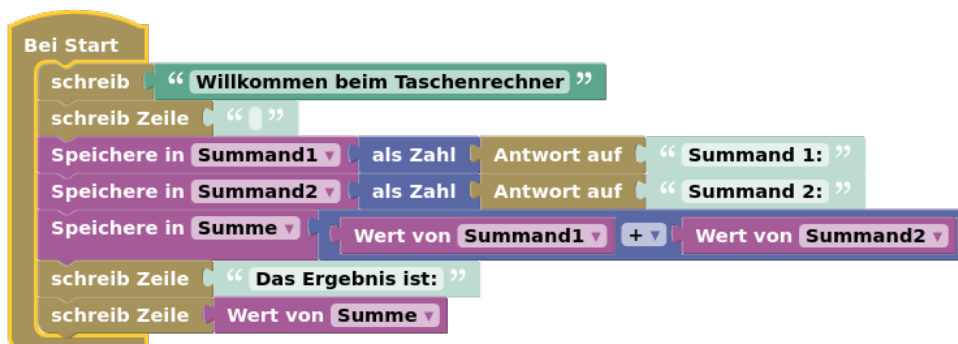 Bei Start
schreib “ Willkommen beim Taschenrechner ”
schreib Zeile “ ”
Speichere in Summand1 ▾ als Zahl Antwort auf “ Summand 1: ”
Speichere in Summand2 ▾ als Zahl Antwort auf “ Summand 2: ”
Speichere in Summe ▾ Wert von Summand1 ▾ + ▾ Wert von Summand2 ▾
schreib Zeile “ Das Ergebnis ist: ”
schreib Zeile Wert von Summe ▾